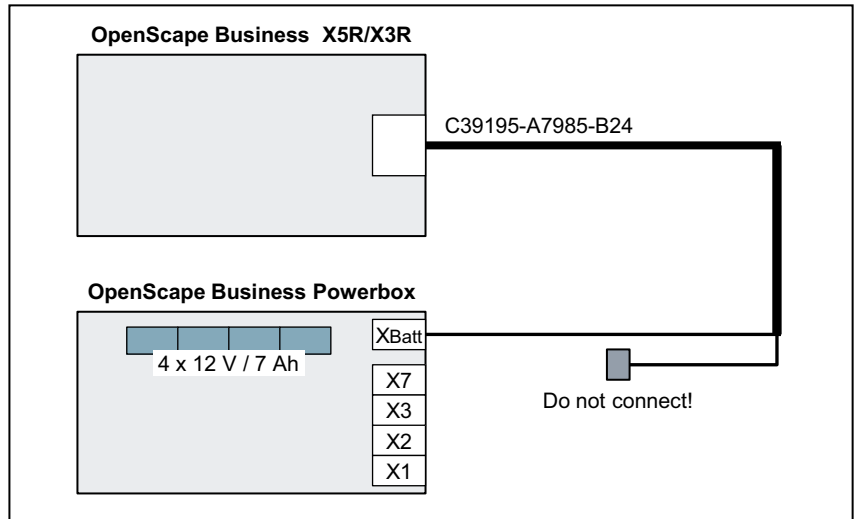 OpenScape Business X5R/X3R
C39195-A7985-B24
OpenScape Business Powerbox
XBatt
4 x 12 V / 7 Ah
X7
Do not connect!
X3
X2
X1